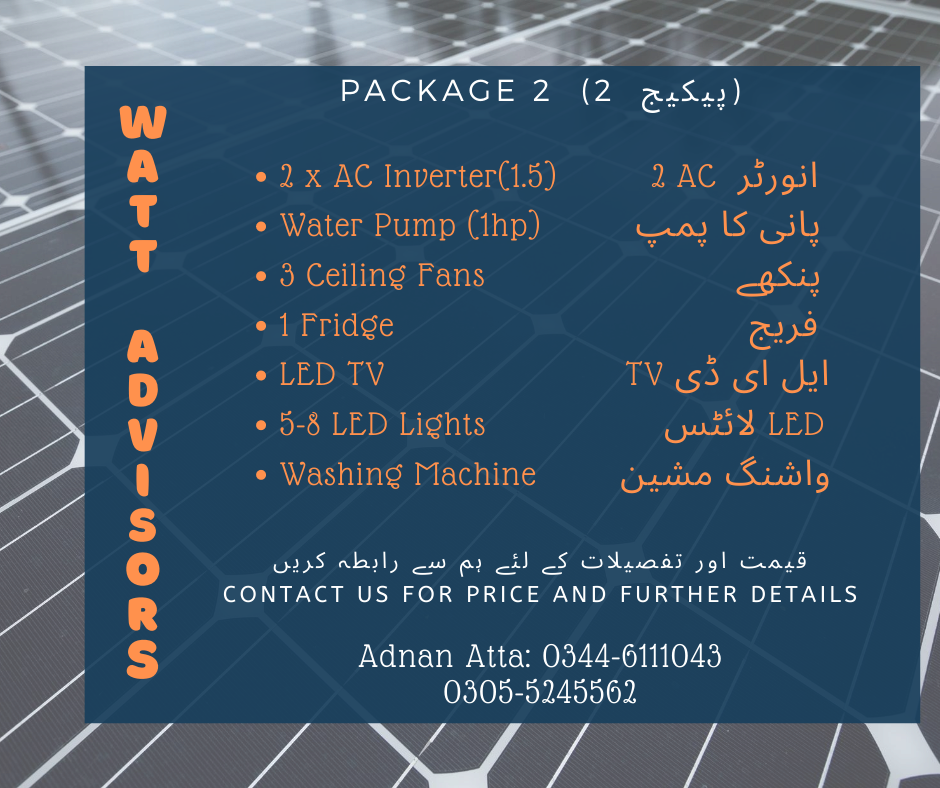 WATT ADVISORS
PACKAGE 2 (2 پیکیج)
2 x AC Inverter(1.5) 2 AC انورٹر
Water Pump (1hp) پانی کا پمپ
3 Ceiling Fans پنکھے
1 Fridge فریج
LED TV ایل ای ڈی TV
5-8 LED Lights LED لائٹس
Washing Machine واشنگ مشین
قیمت اور تفصیلات کے لئے ہم سے رابطہ کریں
CONTACT US FOR PRICE AND FURTHER DETAILS
Adnan Atta: 0344-6111043
0305-5245562